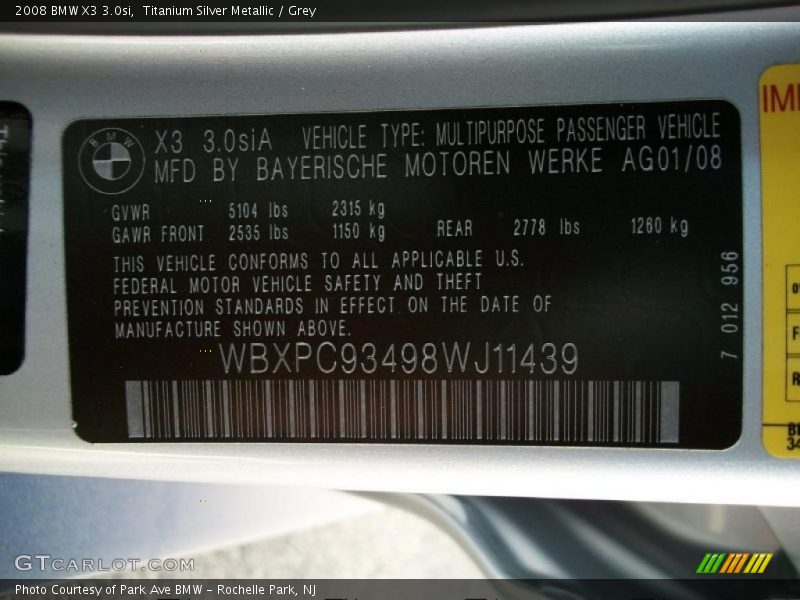 2008 BMW X3 3.0si,  Titanium Silver Metallic / Grey
BMW
X3 3.0siA VEHICLE TYPE: MULTIPURPOSE PASSENGER VEHICLE
MFD BY BAYERISCHE MOTOREN WERKE AG01/08
GVWR 5104 lbs 2315 kg
GAWR FRONT 2535 lbs 1150 kg REAR 2778 lbs 1260 kg
THIS VEHICLE CONFORMS TO ALL APPLICABLE U.S.
FEDERAL MOTOR VEHICLE SAFETY AND THEFT
PREVENTION STANDARDS IN EFFECT ON THE DATE OF
MANUFACTURE SHOWN ABOVE.
WBXPC93498WJ11439
7 012 956
GTCARLOT.COM
Photo Courtesy of Park Ave BMW - Rochelle Park, NJ